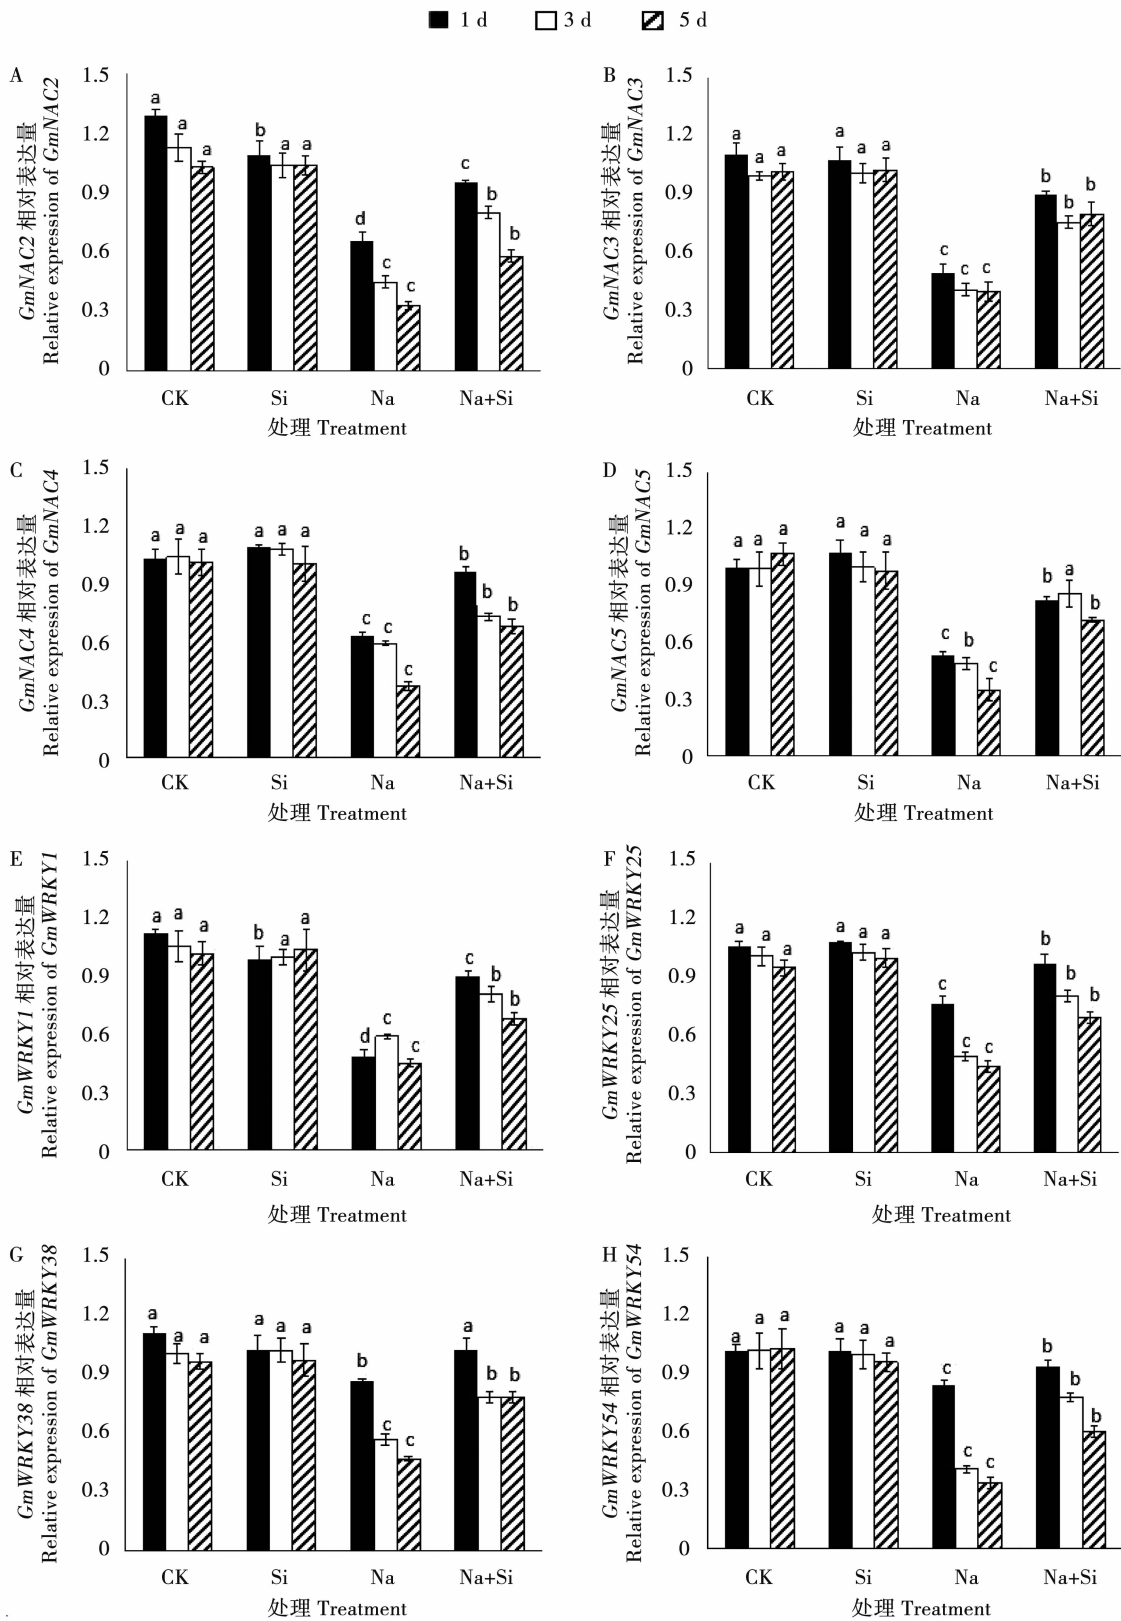 1 d 3 d 5 d
A
GmNAC2 相对表达量
Relative expression of GmNAC2
1.5
1.2
0.9
0.6
0.3
0
a a a b a a d c c c b b
CK Si Na Na+Si
处理 Treatment
B
GmNAC3 相对表达量
Relative expression of GmNAC3
1.5
1.2
0.9
0.6
0.3
0
a a a a a a c c c b b b
CK Si Na Na+Si
处理 Treatment
C
GmNAC4 相对表达量
Relative expression of GmNAC4
1.5
1.2
0.9
0.6
0.3
0
a a a a a a c c c b b b
CK Si Na Na+Si
处理 Treatment
D
GmNAC5 相对表达量
Relative expression of GmNAC5
1.5
1.2
0.9
0.6
0.3
0
a a a a a a c b c b a b
CK Si Na Na+Si
处理 Treatment
E
GmWRKY1 相对表达量
Relative expression of GmWRKY1
1.5
1.2
0.9
0.6
0.3
0
a a a b a a d c c c b b
CK Si Na Na+Si
处理 Treatment
F
GmWRKY25 相对表达量
Relative expression of GmWRKY25
1.5
1.2
0.9
0.6
0.3
0
a a a a a a c c c b b b
CK Si Na Na+Si
处理 Treatment
G
GmWRKY38 相对表达量
Relative expression of GmWRKY38
1.5
1.2
0.9
0.6
0.3
0
a a a a a a b c c a b b
CK Si Na Na+Si
处理 Treatment
H
GmWRKY54 相对表达量
Relative expression of GmWRKY54
1.5
1.2
0.9
0.6
0.3
0
a a a a a a c c c b b b
CK Si Na Na+Si
处理 Treatment